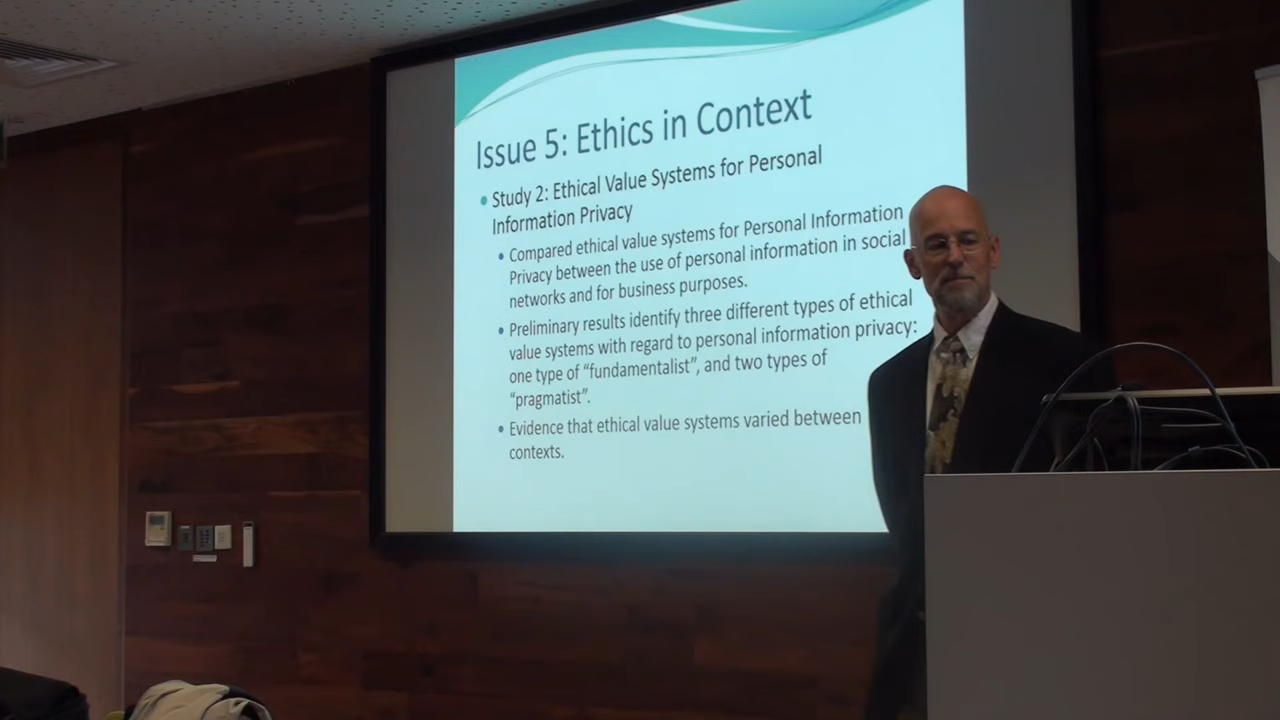 Issue 5: Ethics in Context
Study 2: Ethical Value Systems for Personal
Information Privacy
Compared ethical value systems for Personal Information
Privacy between the use of personal information in social
networks and for business purposes.
Preliminary results identify three different types of ethical
value systems with regard to personal information privacy:
one type of “fundamentalist”, and two types of
“pragmatist”.
Evidence that ethical value systems varied between
contexts.